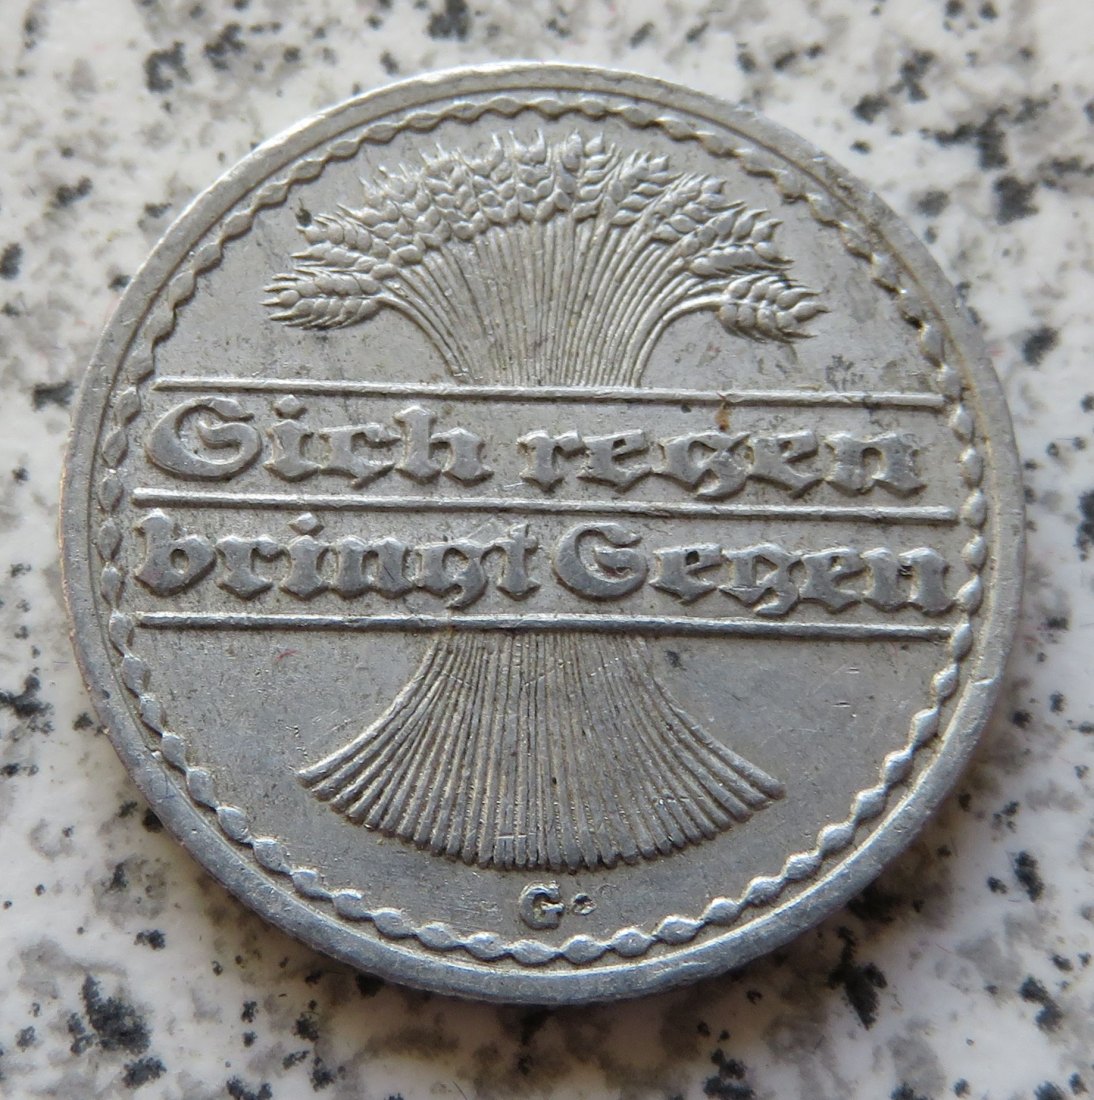 Sich regen
bringt Segen
G